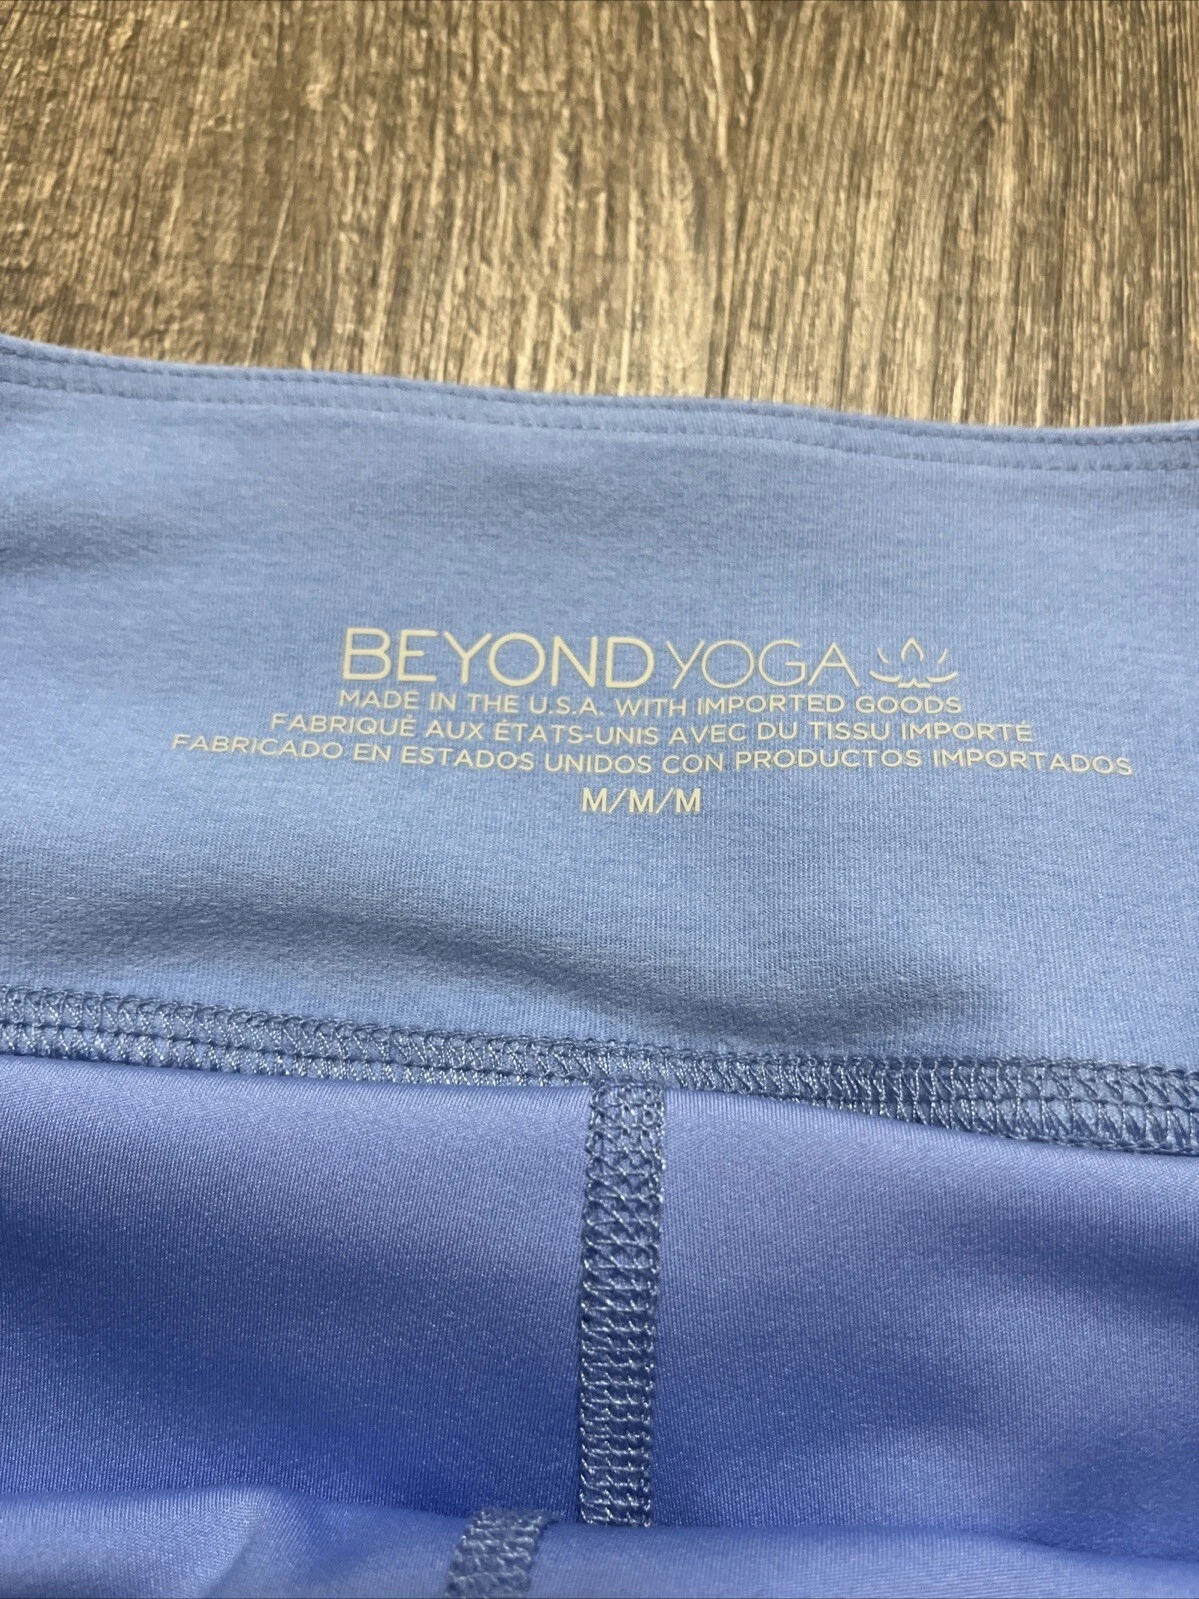 BEYOND YOGA
MADE IN THE U.S.A. WITH IMPORTED GOODS
FABRIQUÉ AUX ÉTATS-UNIS AVEC DU TISSU IMPORTÉ
FABRICADO EN ESTADOS UNIDOS CON PRODUCTOS IMPORTADOS
M/M/M